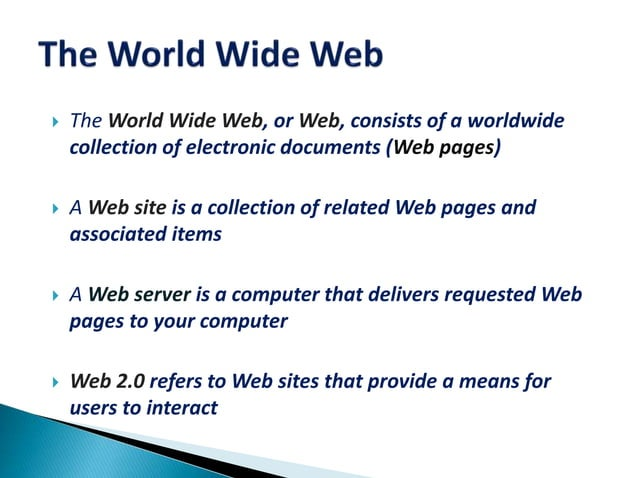 The World Wide Web
The World Wide Web, or Web, consists of a worldwide
collection of electronic documents (Web pages)
A Web site is a collection of related Web pages and
associated items
A Web server is a computer that delivers requested Web
pages to your computer
Web 2.0 refers to Web sites that provide a means for
users to interact